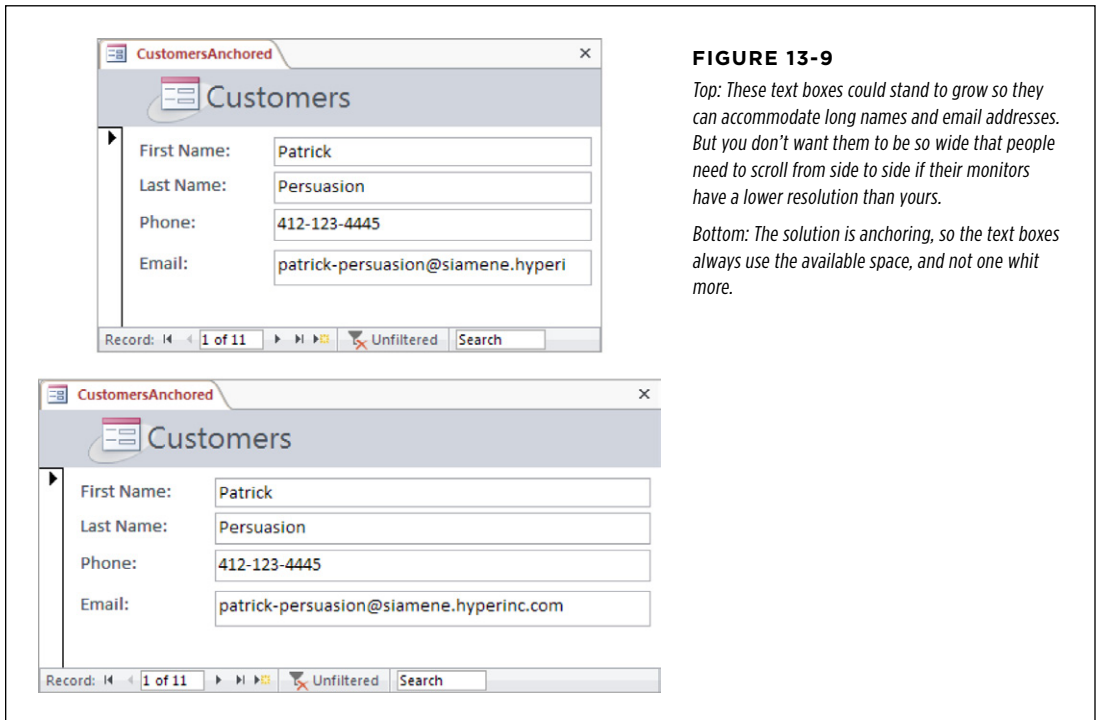 CustomersAnchored
Customers
First Name: Patrick
Last Name: Persuasion
Phone: 412-123-4445
Email: patrick-persuasion@siamene.hyperi
Record: 1 of 11 Unfiltered Search
CustomersAnchored
Customers
First Name: Patrick
Last Name: Persuasion
Phone: 412-123-4445
Email: patrick-persuasion@siamene.hyperinc.com
Record: 1 of 11 Unfiltered Search
FIGURE 13-9
Top: These text boxes could stand to grow so they
can accommodate long names and email addresses.
But you don’t want them to be so wide that people
need to scroll from side to side if their monitors
have a lower resolution than yours.
Bottom: The solution is anchoring, so the text boxes
always use the available space, and not one whit
more.